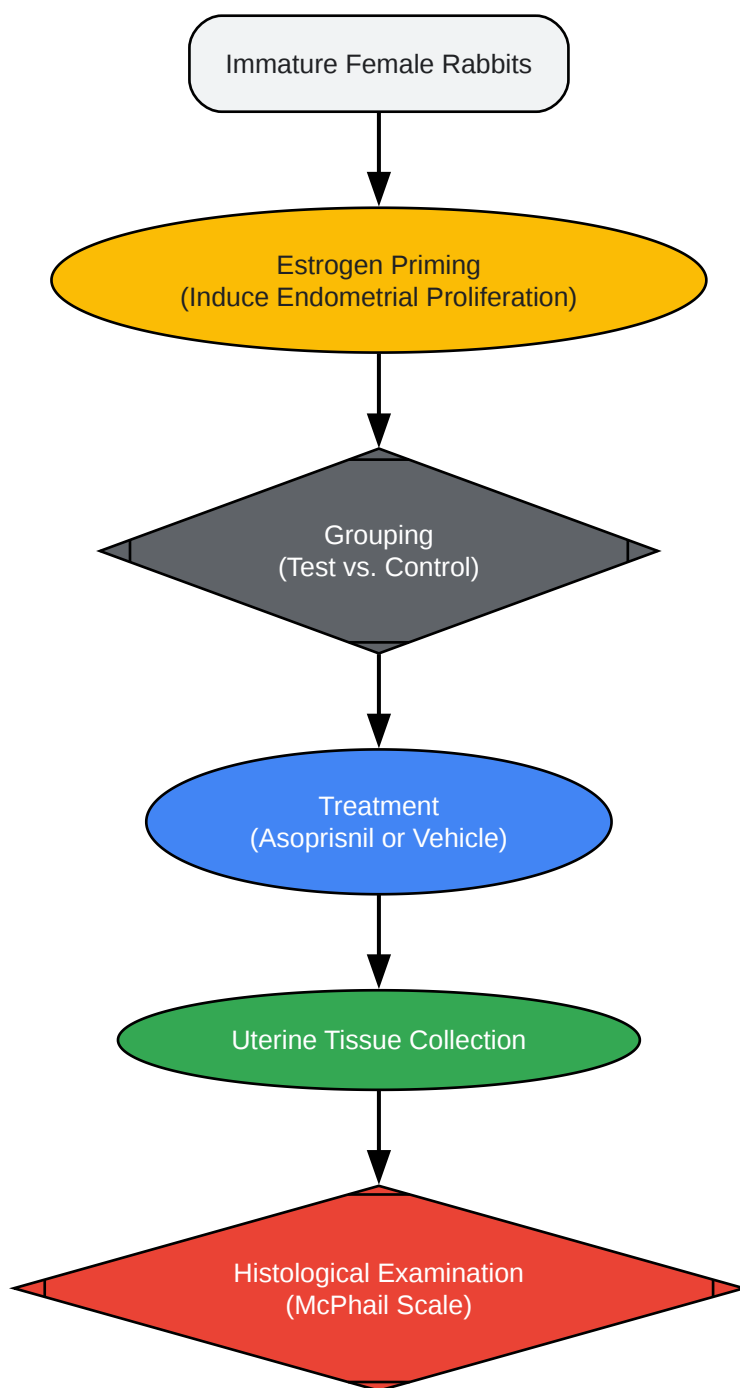 Immature Female Rabbits
Estrogen Priming
(Induce Endometrial Proliferation)
Grouping
(Test vs. Control)
Treatment
(Asoprisnil or Vehicle)
Uterine Tissue Collection
Histological Examination
(McPhail Scale)